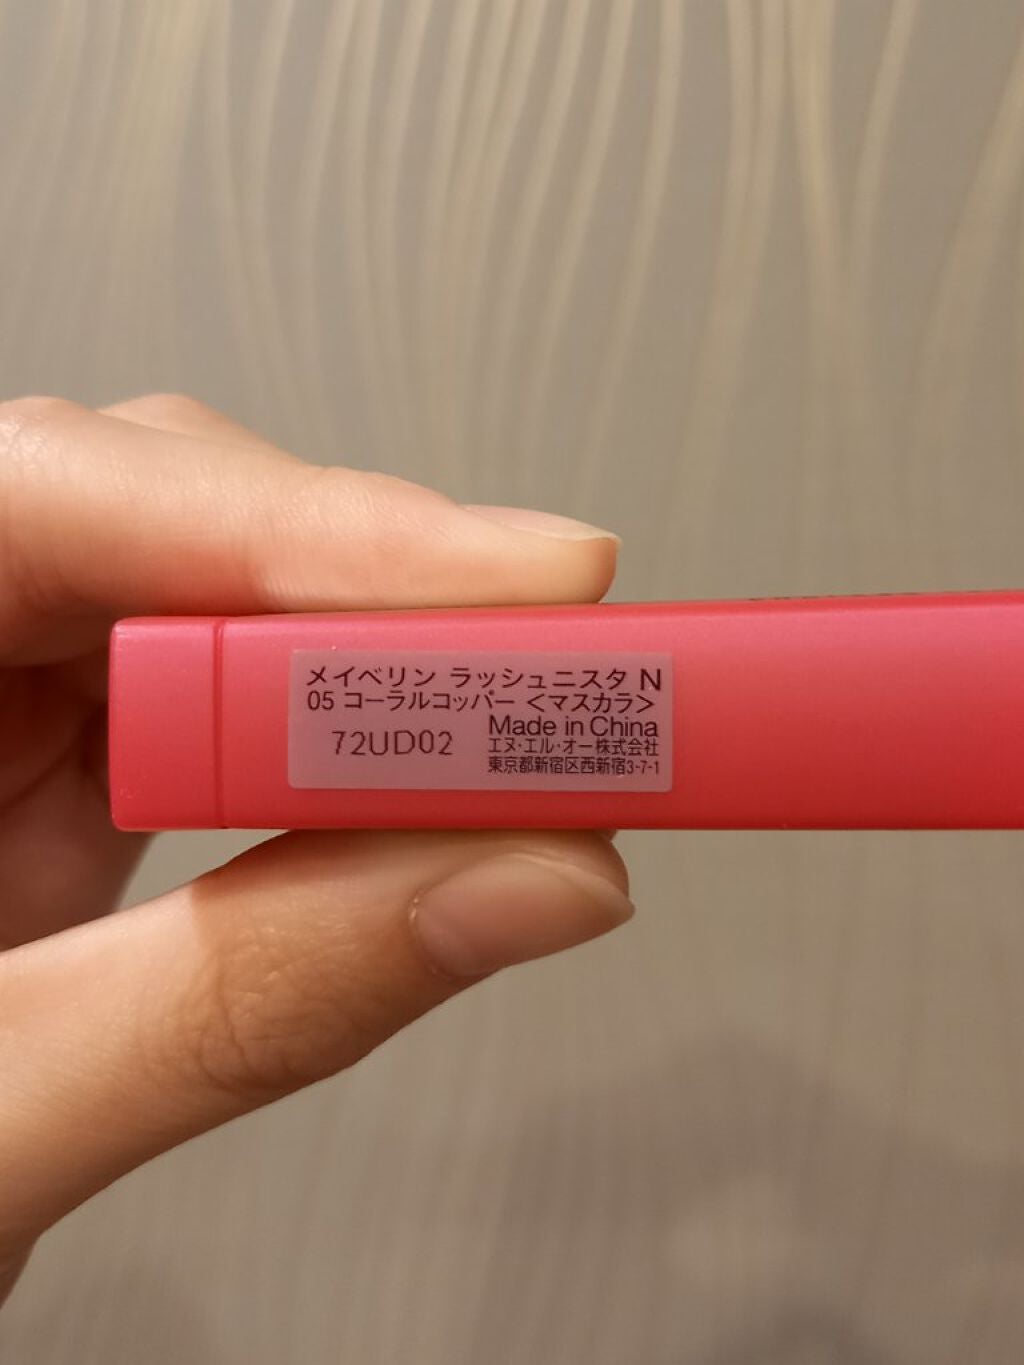 メイベリン ラッシュニスタ N
05 コーラルコッパー <マスカラ>
Made in China
72UD02
エヌ・エル・オー株式会社
東京都新宿区西新宿3-7-1